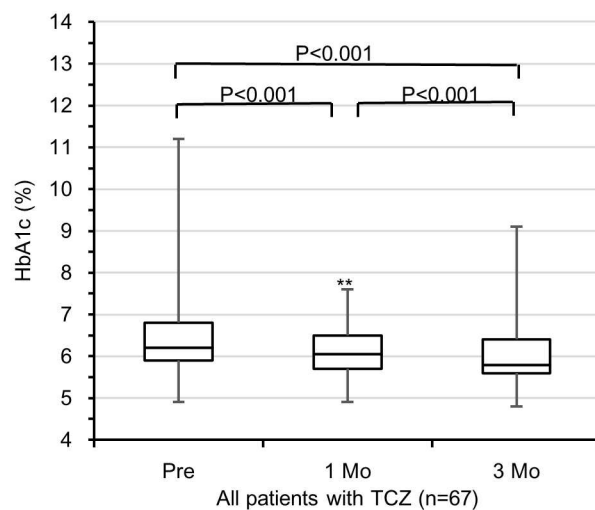 14
13
12
11
10
9
8
7
6
5
4
HbA1c (%)
P<0.001
P<0.001
P<0.001
**
Pre
1 Mo
3 Mo
All patients with TCZ (n=67)